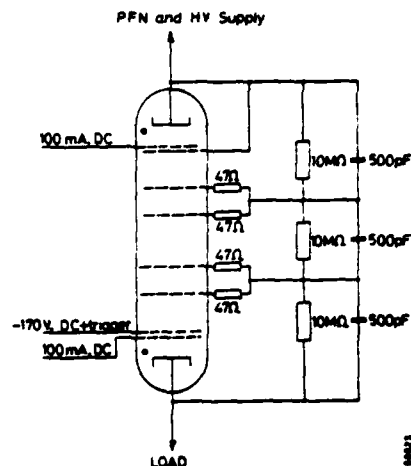 PFN and HV Supply
100 mA, DC
47Ω
47Ω
47Ω
47Ω
10MΩ
500pF
10MΩ
500pF
10MΩ
500pF
-170 V, DC+trigger
100 mA, DC
LOAD